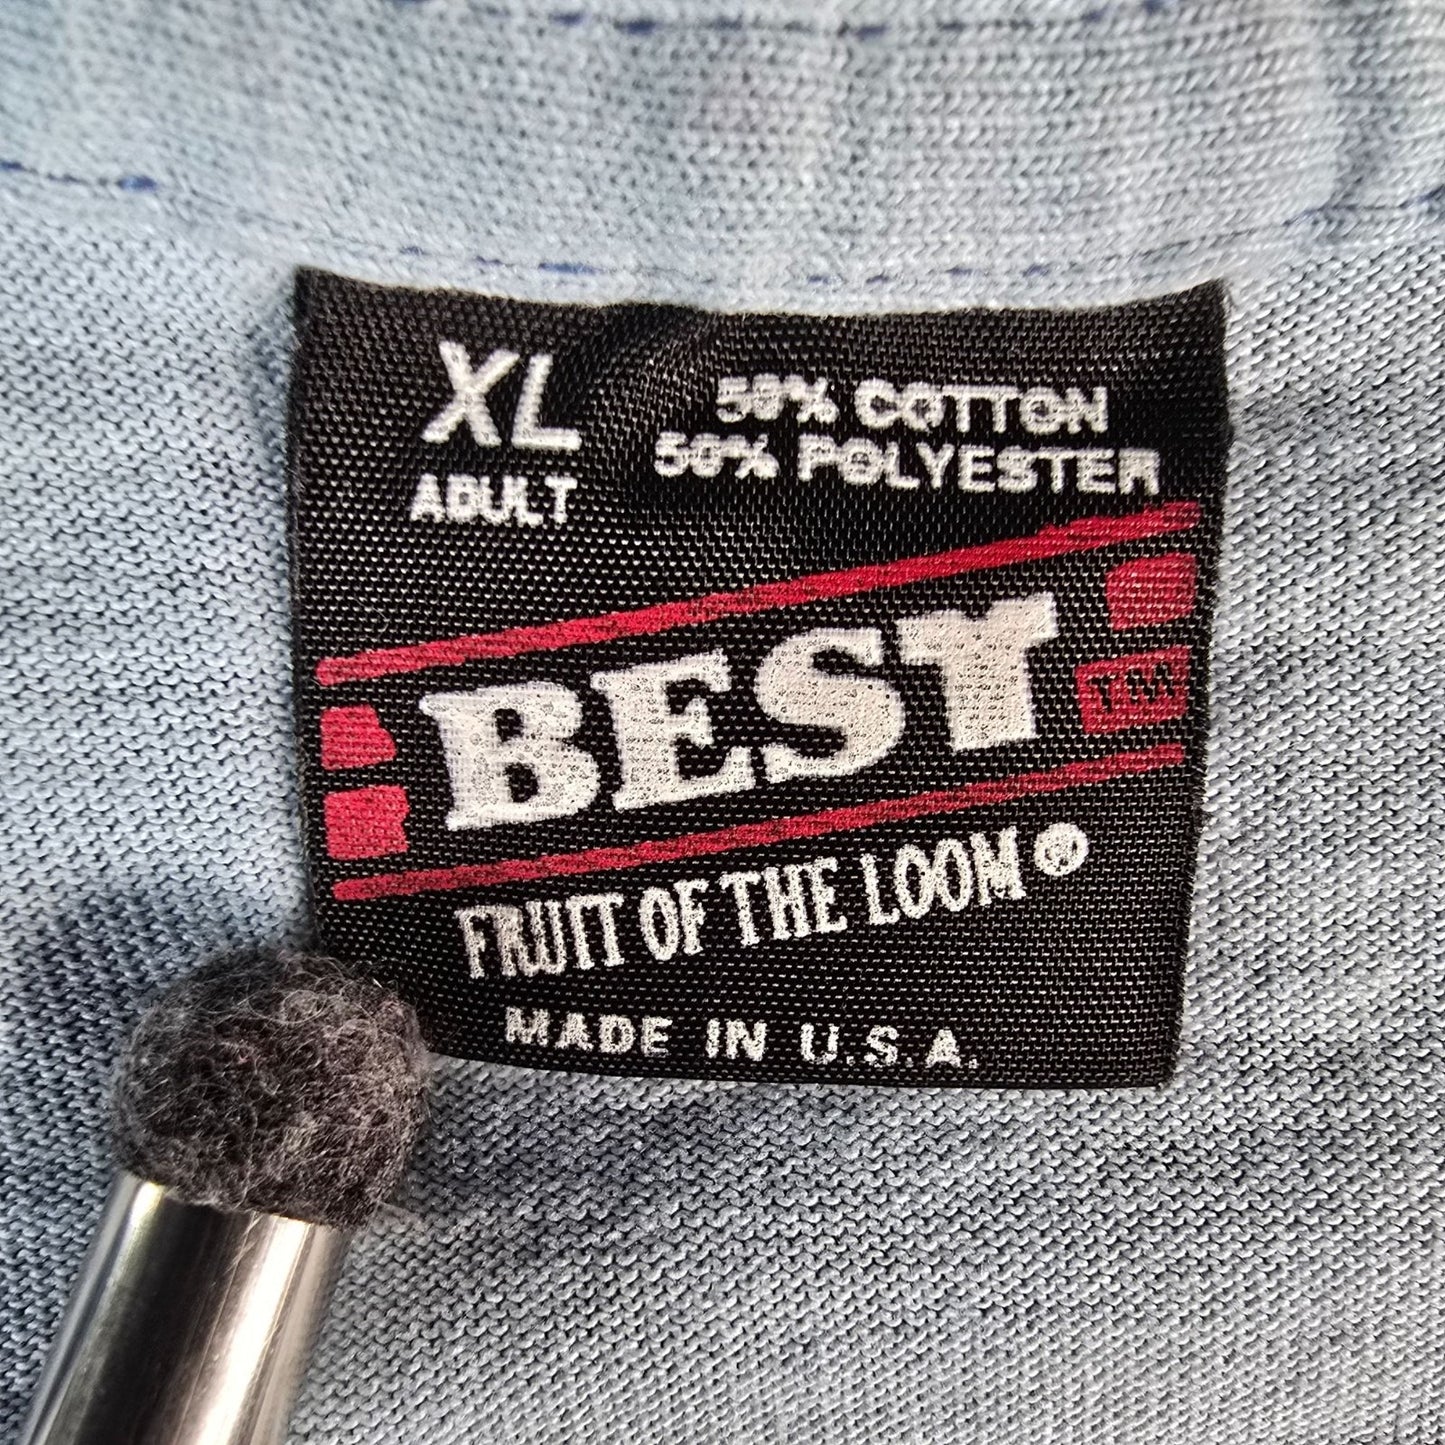 XL
ADULT
50% COTTON
50% POLYESTER
BEST
TM
FRUIT OF THE LOOM®
MADE IN U.S.A.